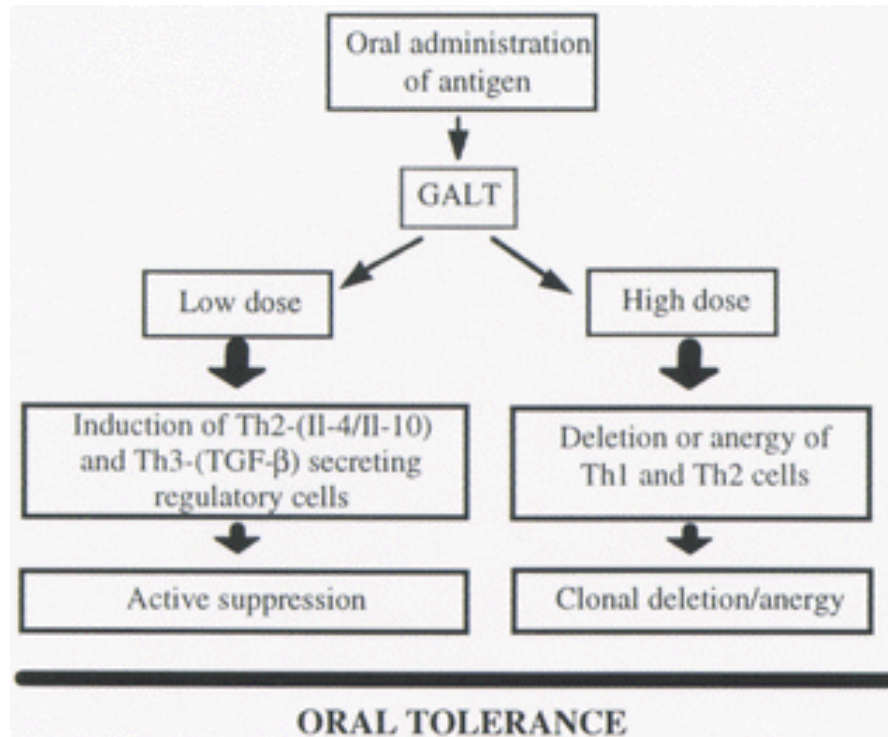 Oral administration
of antigen
GALT
Low dose
High dose
Induction of Th2-(Il-4/Il-10)
and Th3-(TGF-β) secreting
regulatory cells
Deletion or anergy of
Th1 and Th2 cells
Active suppression
Clonal deletion/anergy
ORAL TOLERANCE